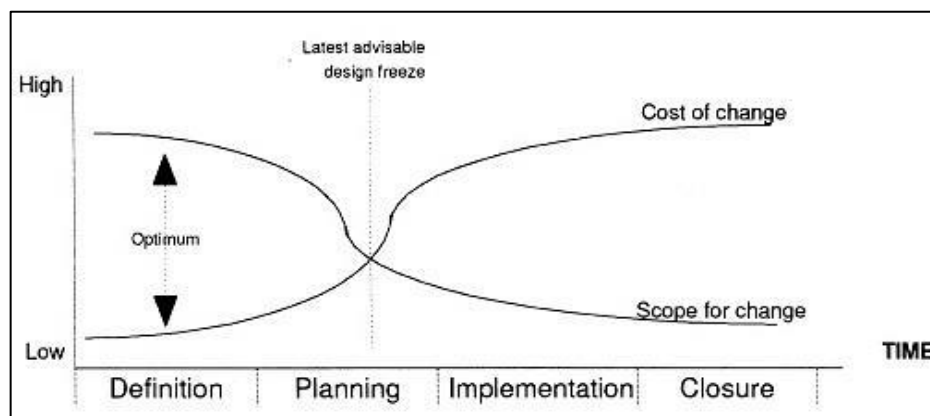 Latest advisable
design freeze
High
Cost of change
Optimum
Scope for change
Low
TIME
Definition Planning Implementation Closure